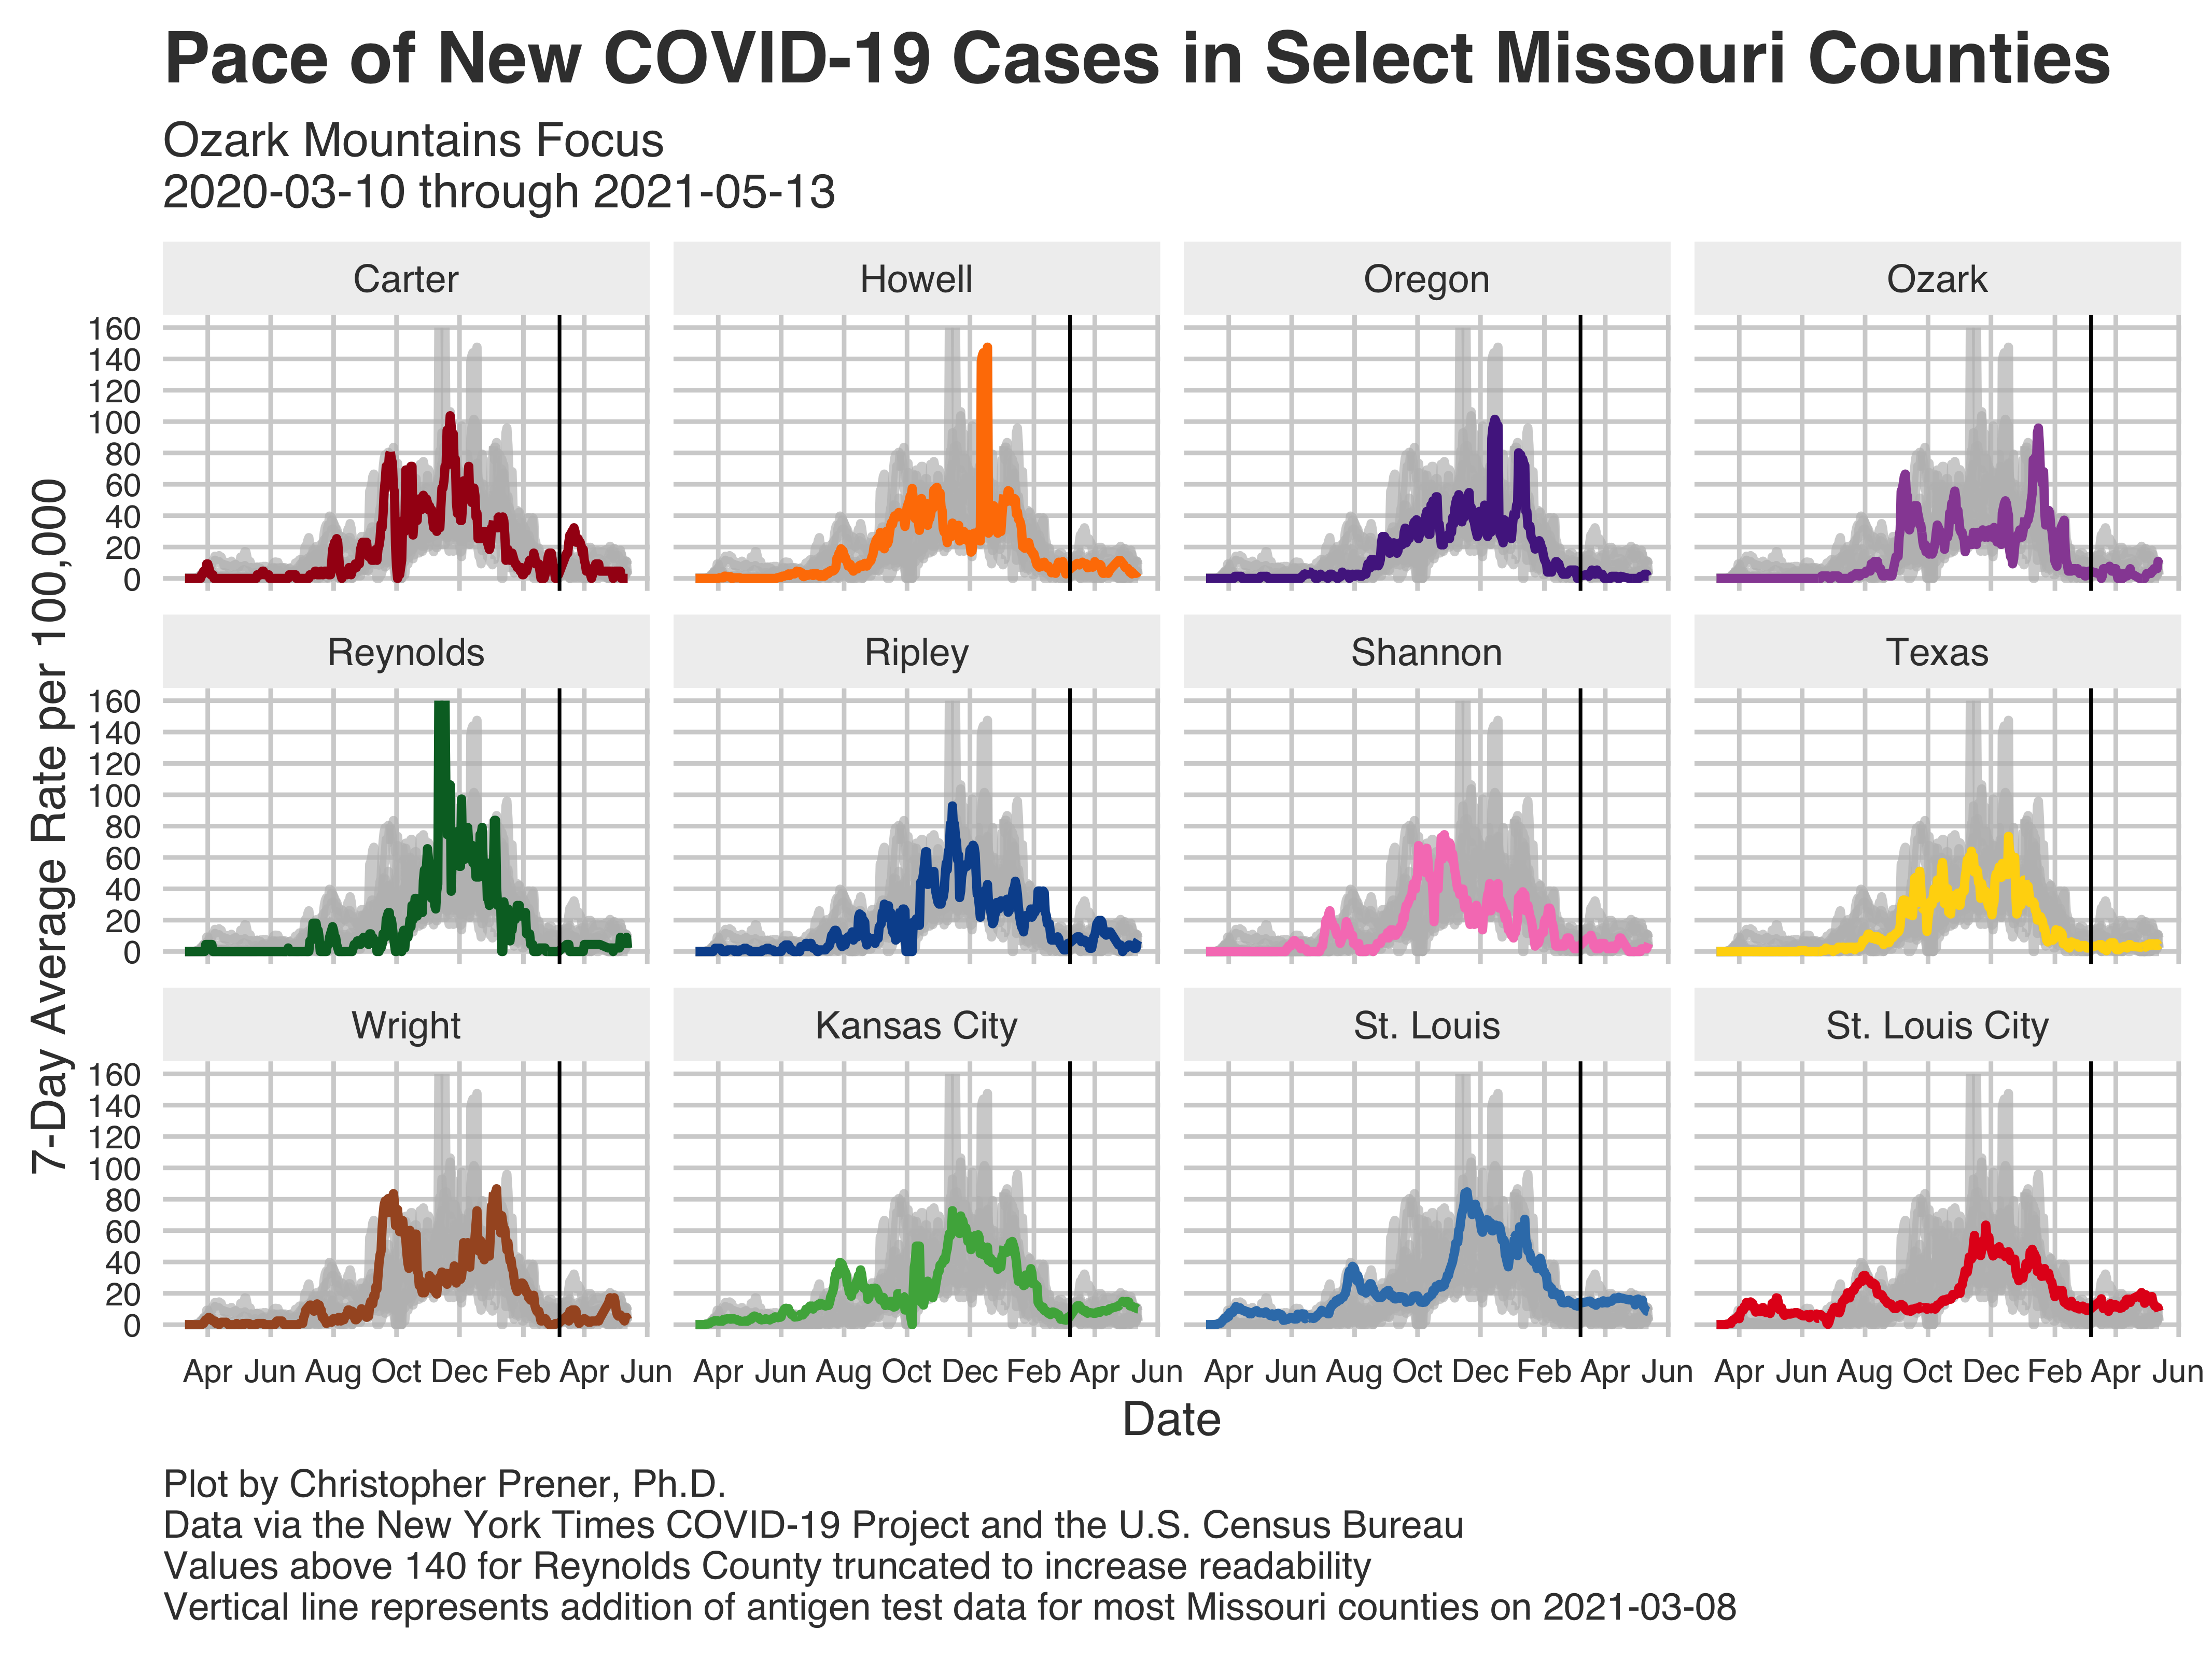 Pace of New COVID-19 Cases in Select Missouri Counties
Ozark Mountains Focus
2020-03-10 through 2021-05-13
7-Day Average Rate per 100,000
Carter Howell Oregon Ozark
160
140
120
100
80
60
40
20
0
Reynolds Ripley Shannon Texas
160
140
120
100
80
60
40
20
0
Wright Kansas City St. Louis St. Louis City
160
140
120
100
80
60
40
20
0
Apr Jun Aug Oct Dec Feb Apr Jun Apr Jun Aug Oct Dec Feb Apr Jun Apr Jun Aug Oct Dec Feb Apr Jun Apr Jun Aug Oct Dec Feb Apr Jun
Date
Plot by Christopher Prener, Ph.D.
Data via the New York Times COVID-19 Project and the U.S. Census Bureau
Values above 140 for Reynolds County truncated to increase readability
Vertical line represents addition of antigen test data for most Missouri counties on 2021-03-08